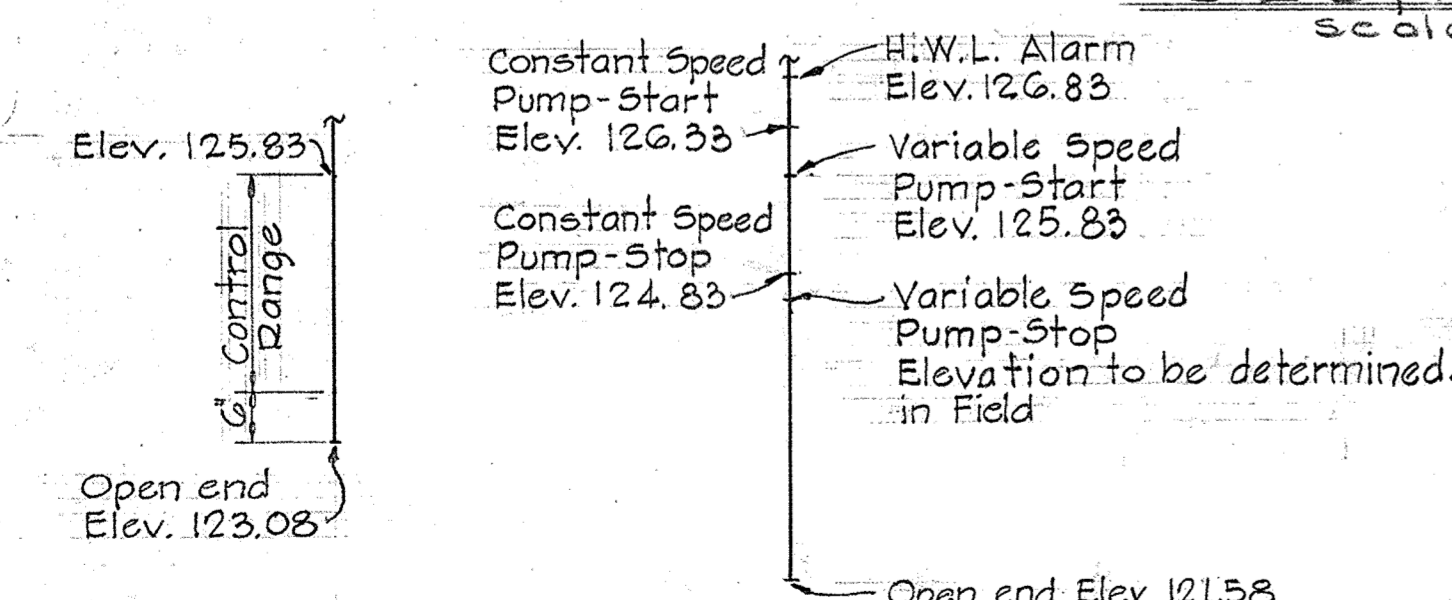 scale
Constant Speed
Pump-Start
Elev. 126.33
H.W.L. Alarm
Elev. 126.83
Elev. 125.83
Variable Speed
Pump-Start
Elev. 125.83
Control
Range
6"
Constant Speed
Pump-Stop
Elev. 124.83
Variable Speed
Pump-Stop
Elevation to be determined.
in Field
Open end
Elev. 123.08
Open end Elev 121.58